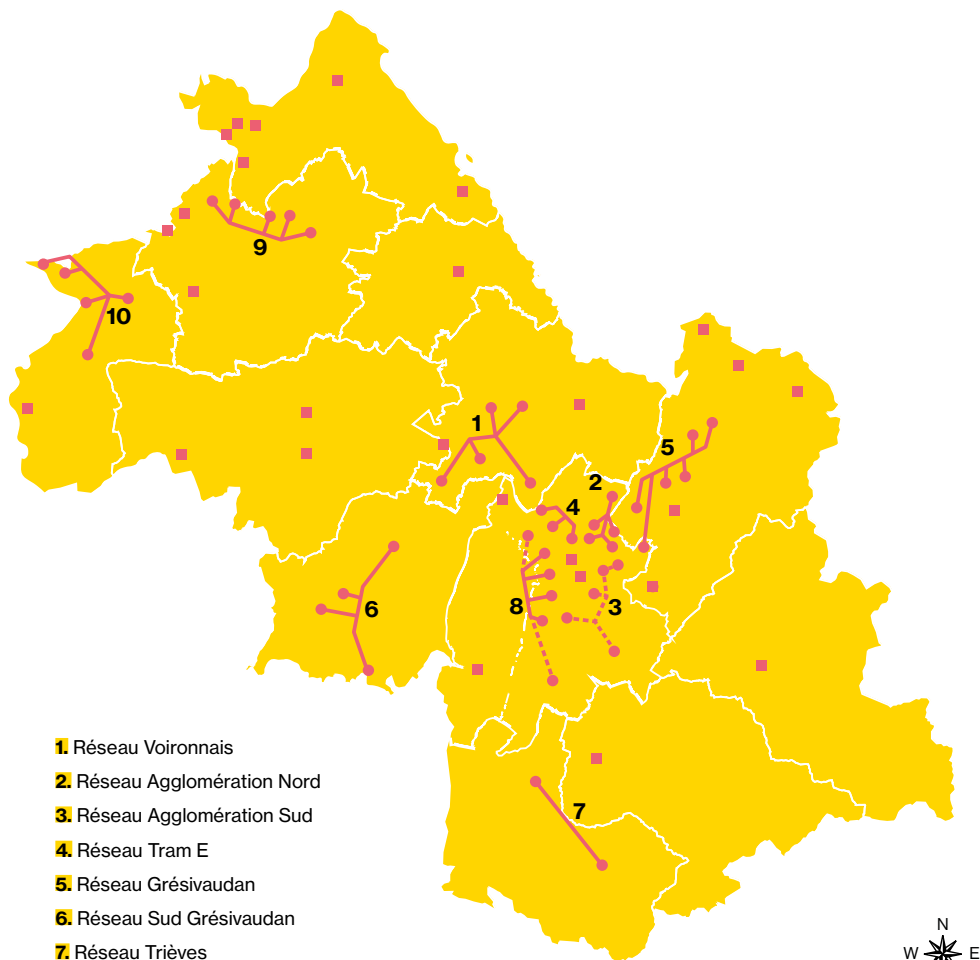 9
10
1
5
2
4
8
3
6
7
1. Réseau Voironnais
2. Réseau Agglomération Nord
3. Réseau Agglomération Sud
4. Réseau Tram E
5. Réseau Grésivaudan
6. Réseau Sud Grésivaudan
7. Réseau Trièves
N
W E